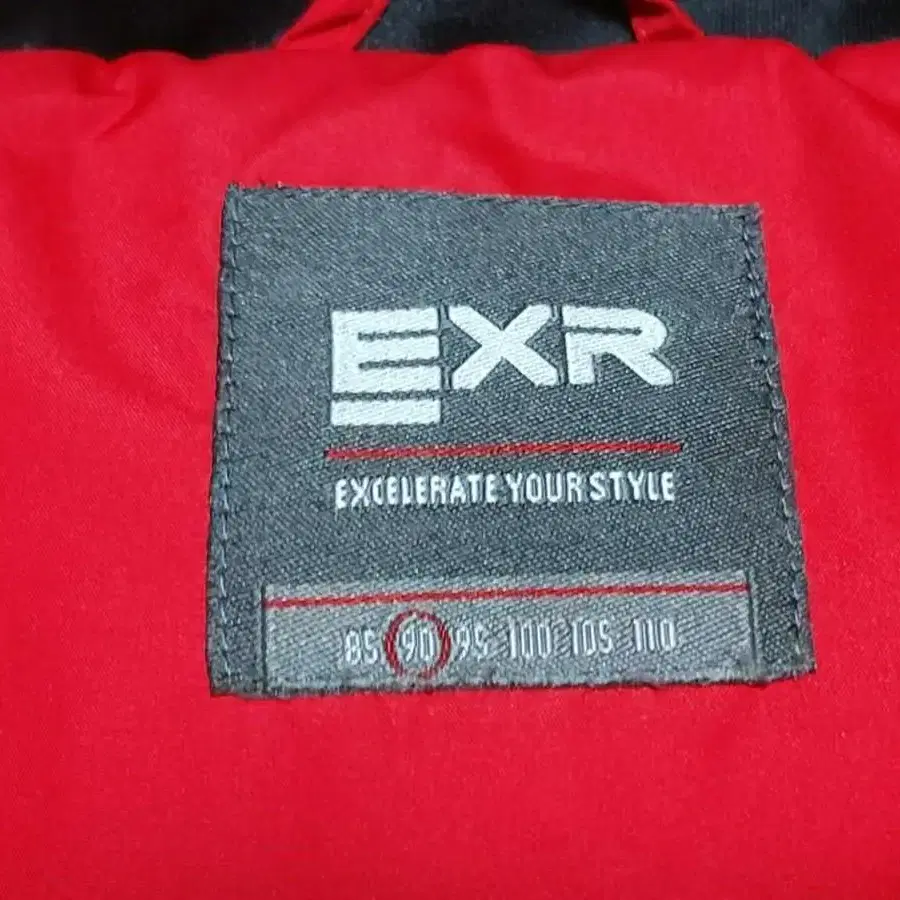 EXR
EXCELERATE YOUR STYLE
85 90 95 100 105 110